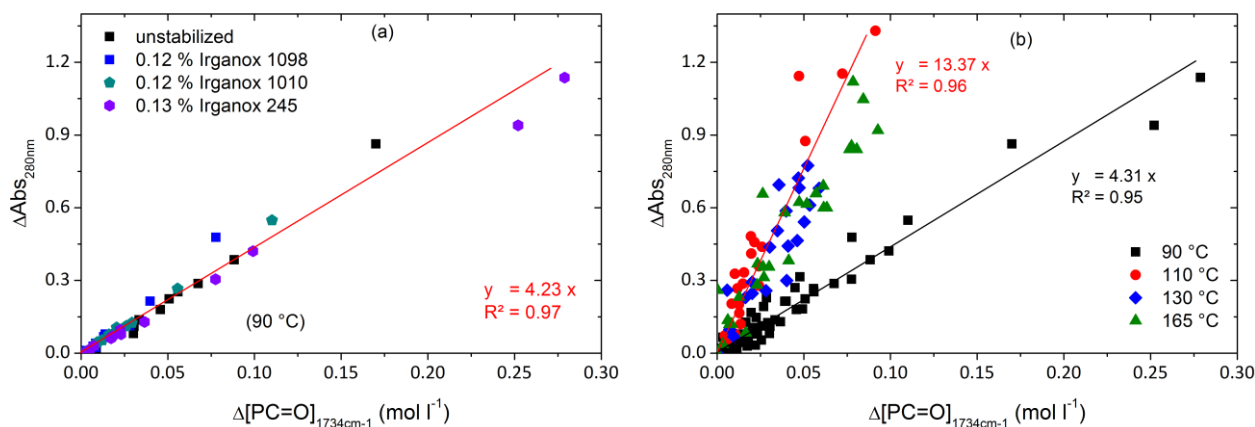 (a)
unstabilized
0.12 % Irganox 1098
0.12 % Irganox 1010
0.13 % Irganox 245
1.2
0.9
0.6
0.3
0.0
ΔAbs280nm
y = 4.23 x
R² = 0.97
(90 °C)
0.00 0.05 0.10 0.15 0.20 0.25 0.30
Δ[PC=O]1734cm-1 (mol l-1)
(b)
y = 13.37 x
R² = 0.96
1.2
0.9
0.6
0.3
0.0
ΔAbs280nm
y = 4.31 x
R² = 0.95
90 °C
110 °C
130 °C
165 °C
0.00 0.05 0.10 0.15 0.20 0.25 0.30
Δ[PC=O]1734cm-1 (mol l-1)